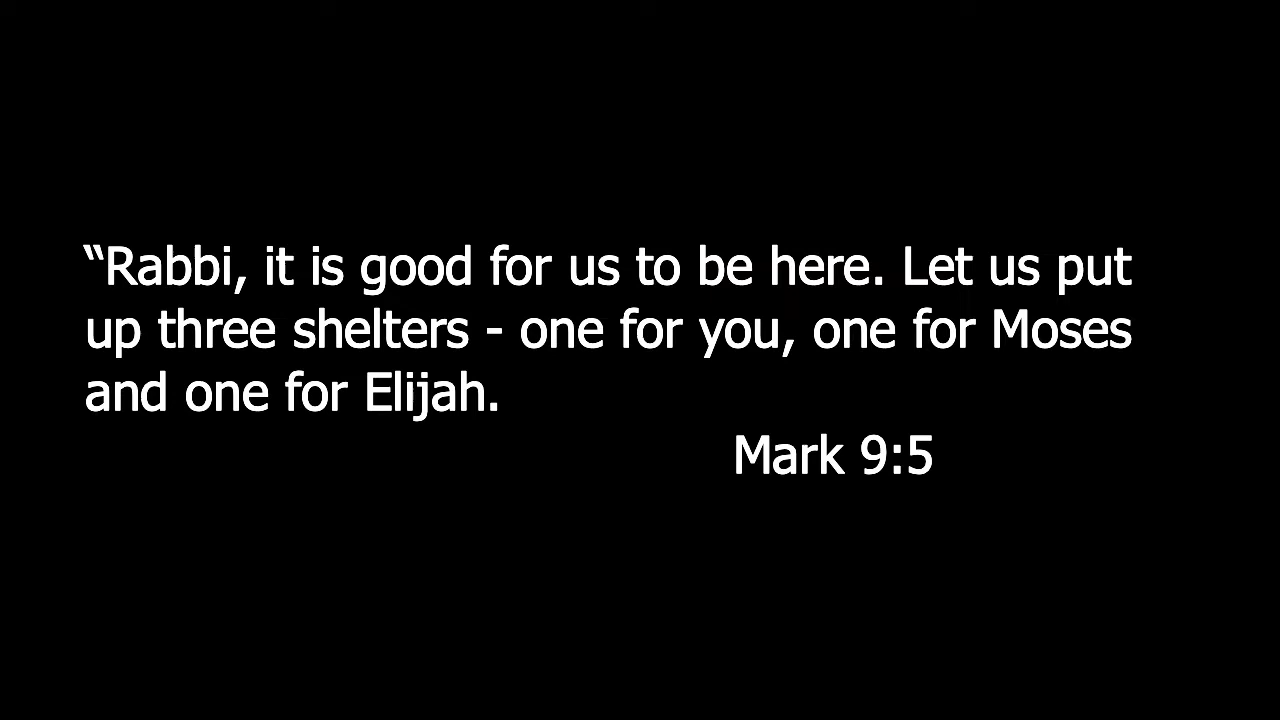 “Rabbi, it is good for us to be here. Let us put
up three shelters - one for you, one for Moses
and one for Elijah.
Mark 9:5